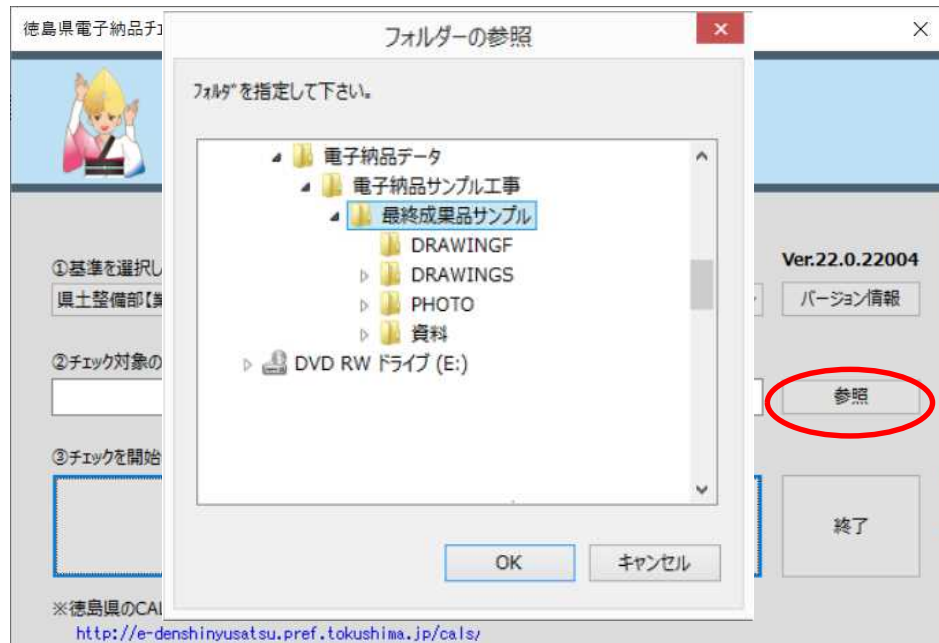 徳島県電子納品チェ
フォルダーの参照
フォルダを指定して下さい。
電子納品データ
電子納品サンプル工事
最終成果品サンプル
DRAWINGF
DRAWINGS
PHOTO
資料
DVD RW ドライブ (E:)
①基準を選択し
Ver.22.0.22004
県土整備部【業
バージョン情報
②チェック対象の
参照
③チェックを開始
終了
OK
キャンセル
※徳島県のCAL
http://e-denshinyusatsu.pref.tokushima.jp/cals/